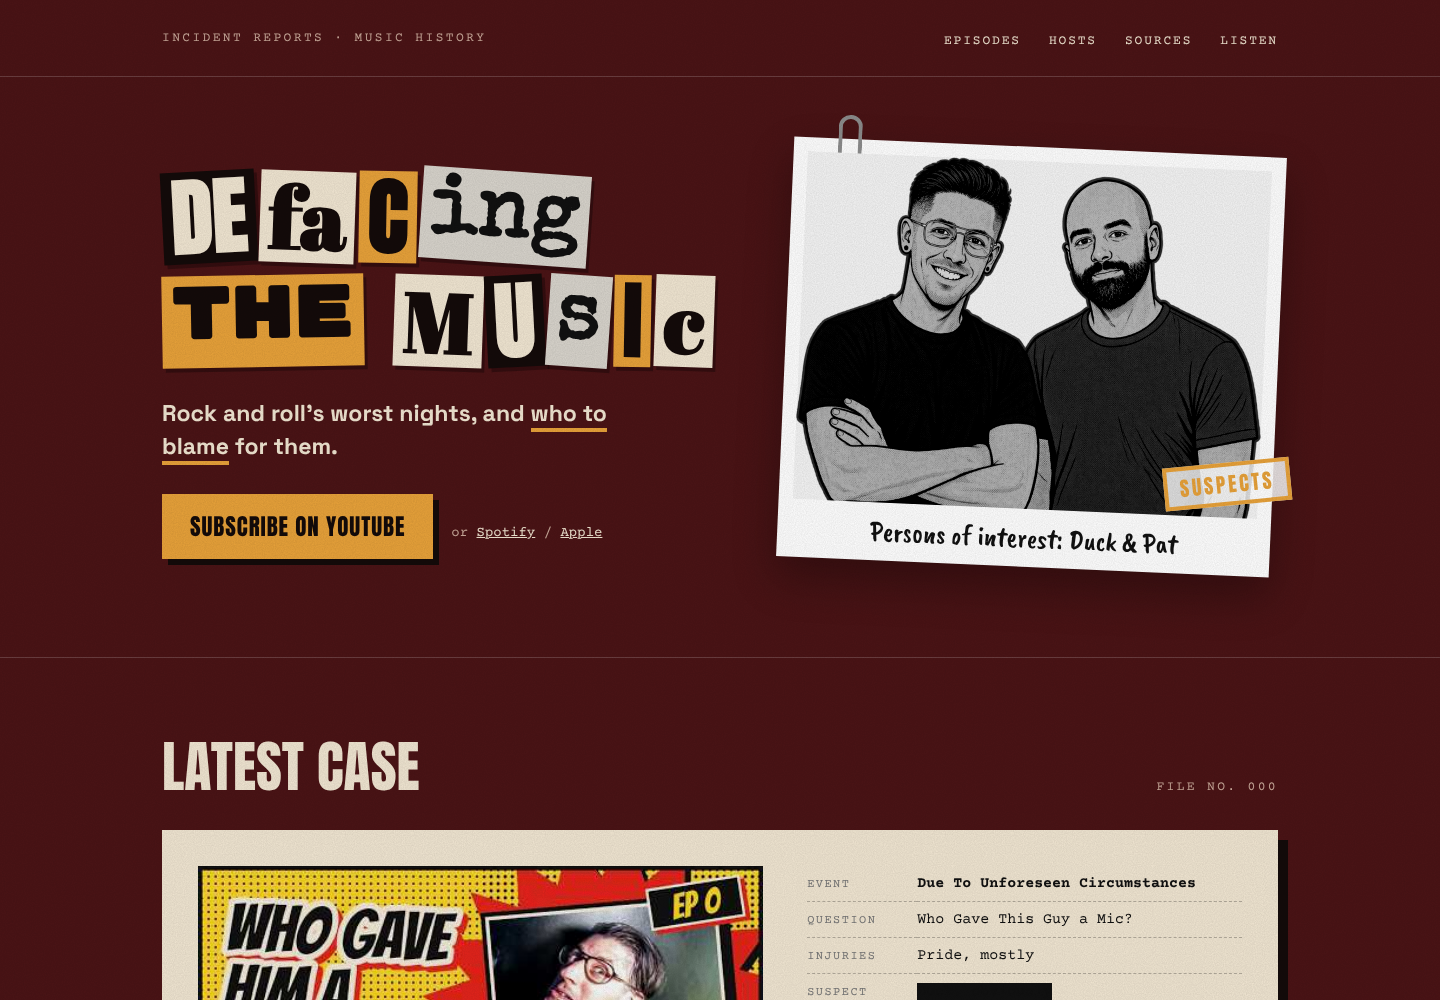 INCIDENT REPORTS · MUSIC HISTORY
EPISODES HOSTS SOURCES LISTEN
DEfaCing
THE MUsIc
Rock and roll's worst nights, and who to
blame for them.
SUBSCRIBE ON YOUTUBE
or Spotify / Apple
SUSPECTS
Persons of interest: Duck & Pat
LATEST CASE
FILE NO. 000
EP 0
WHO GAVE
HIM A
EVENT Due To Unforeseen Circumstances
QUESTION Who Gave This Guy a Mic?
INJURIES Pride, mostly
SUSPECT